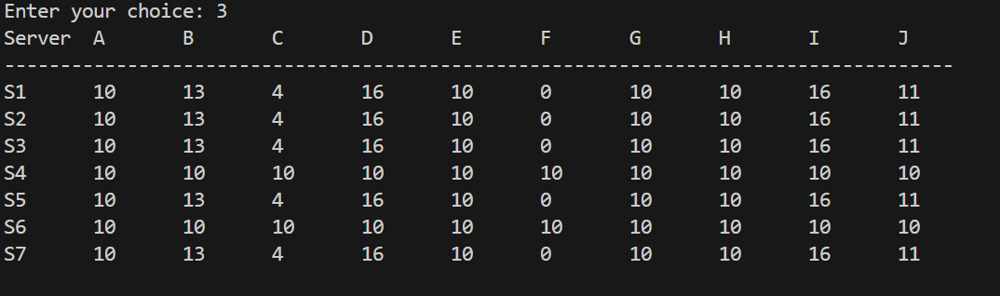 Enter your choice: 3
Server  A       B       C       D       E       F       G       H       I       J
-------------------------------------------------------------------------------------
S1      10      13      4       16      10      0       10      10      16      11
S2      10      13      4       16      10      0       10      10      16      11
S3      10      13      4       16      10      0       10      10      16      11
S4      10      10      10      10      10      10      10      10      10      10
S5      10      13      4       16      10      0       10      10      16      11
S6      10      10      10      10      10      10      10      10      10      10
S7      10      13      4       16      10      0       10      10      16      11